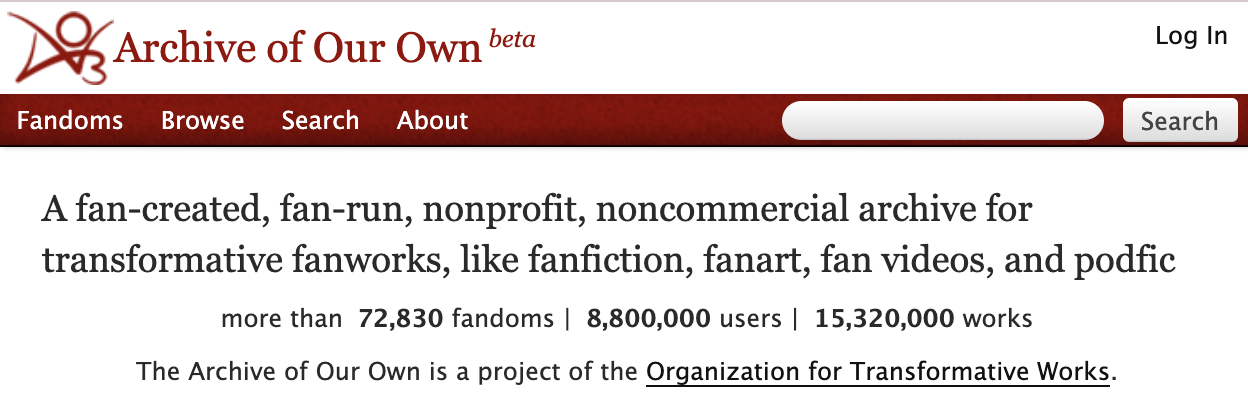 Archive of Our Own beta
Log In
Fandoms Browse Search About Search
A fan-created, fan-run, nonprofit, noncommercial archive for
transformative fanworks, like fanfiction, fanart, fan videos, and podfic
more than 72,830 fandoms | 8,800,000 users | 15,320,000 works
The Archive of Our Own is a project of the Organization for Transformative Works.